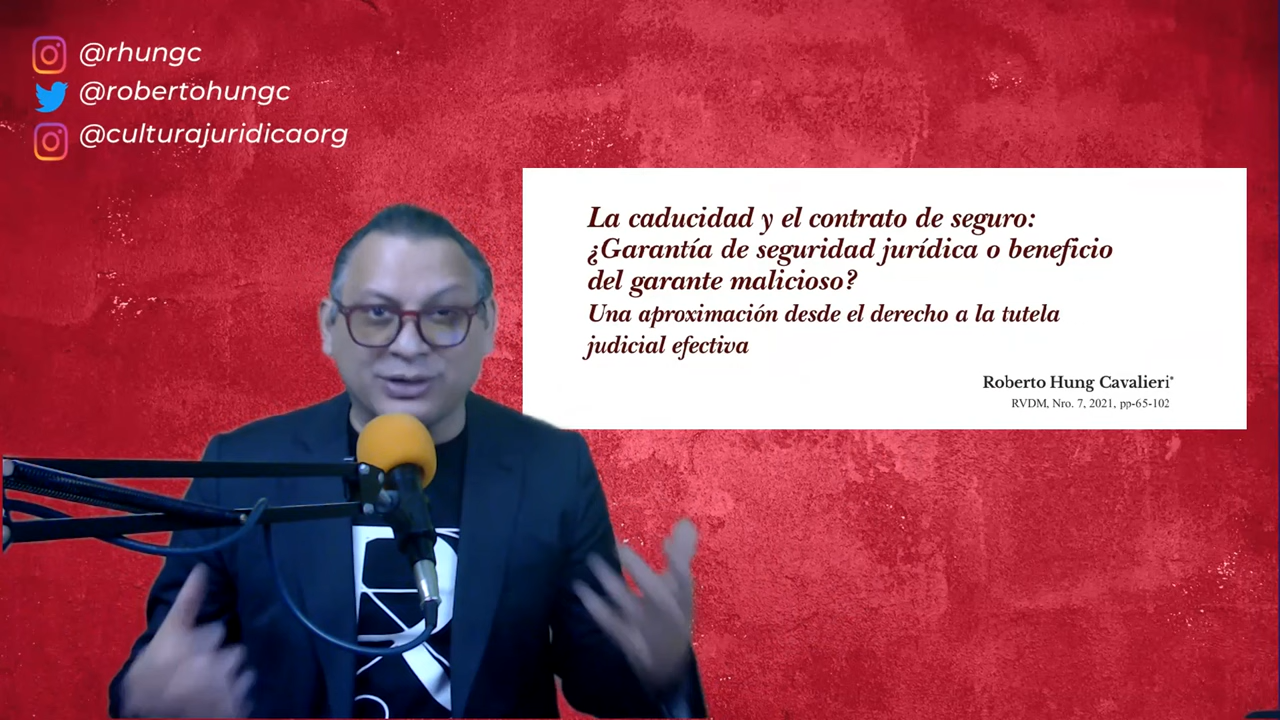 @rhungc
@robertohungc
@culturajuridicaorg
La caducidad y el contrato de seguro:
¿Garantía de seguridad jurídica o beneficio
del garante malicioso?
Una aproximación desde el derecho a la tutela
judicial efectiva
Roberto Hung Cavalieri*
RVDM, Nro. 7, 2021, pp-65-102